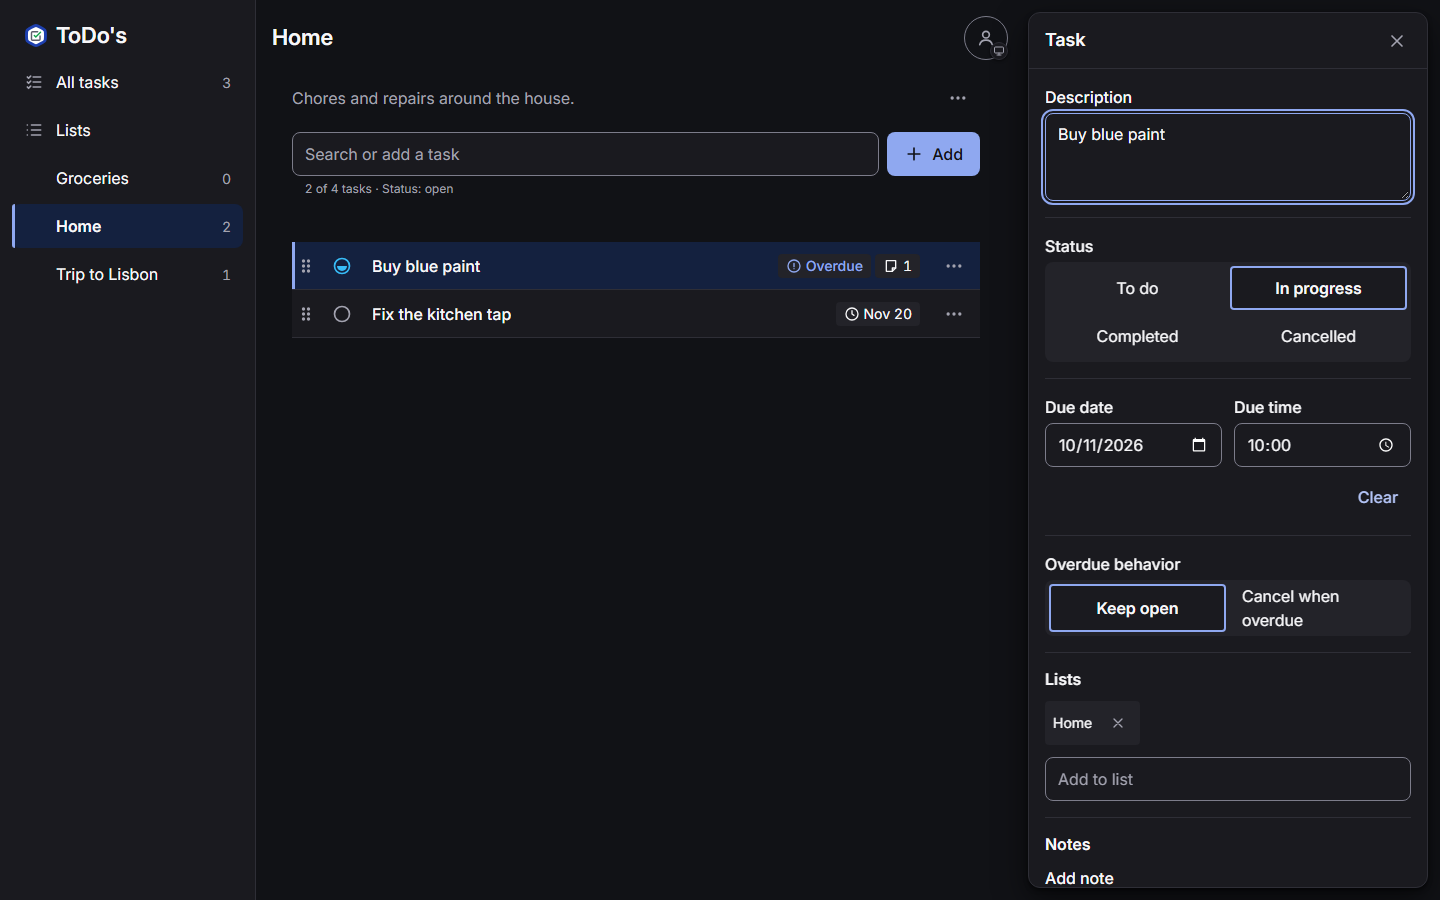 ToDo's
All tasks 3
Lists
Groceries 0
Home 2
Trip to Lisbon 1
Home
Chores and repairs around the house.
Search or add a task
Add
2 of 4 tasks · Status: open
Buy blue paint Overdue 1
Fix the kitchen tap Nov 20
Task
Description
Buy blue paint
Status
To do In progress
Completed Cancelled
Due date Due time
10/11/2026 10:00
Clear
Overdue behavior
Keep open Cancel when
overdue
Lists
Home
Add to list
Notes
Add note